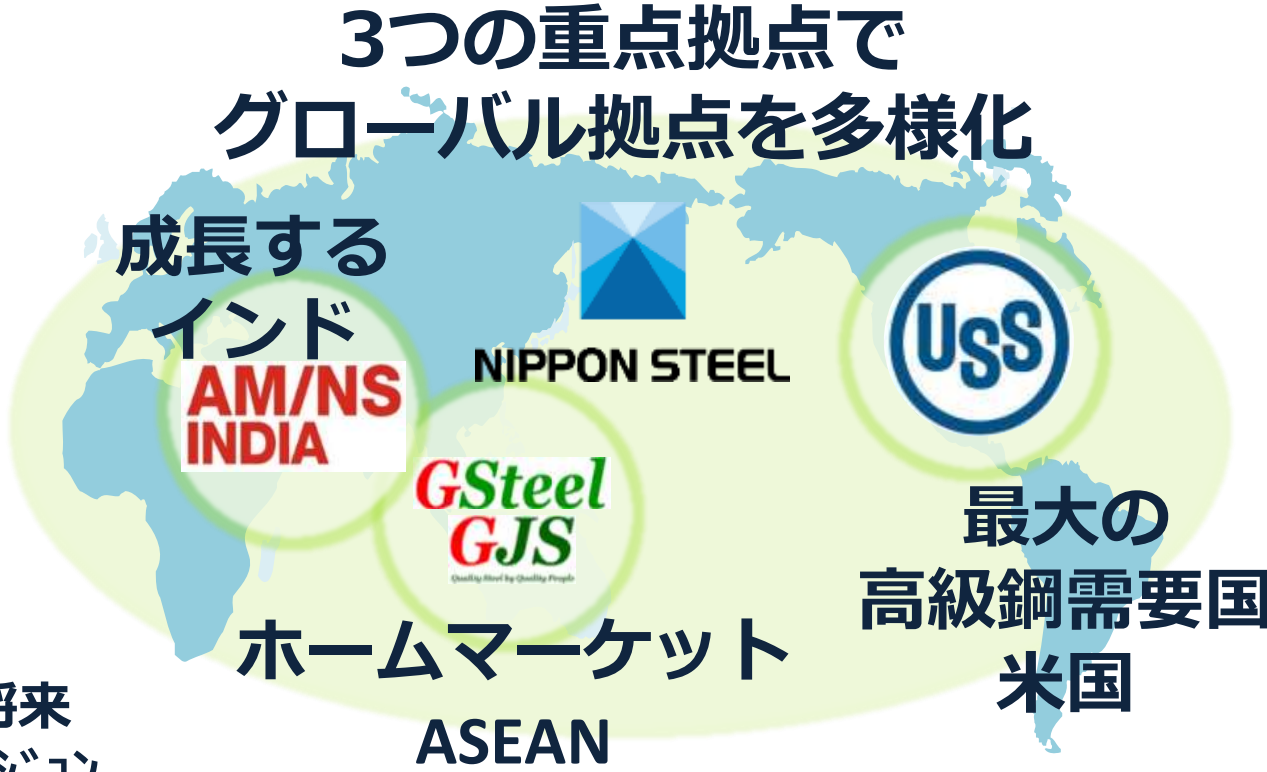 3つの重点拠点で
グローバル拠点を多様化
成長する
インド
AM/NS
INDIA
NIPPON STEEL
USS
GSteel
GJS
Quality Steel by Quality People
最大の
高級鋼需要国
米国
ホームマーケット
ASEAN
将来
ジョン